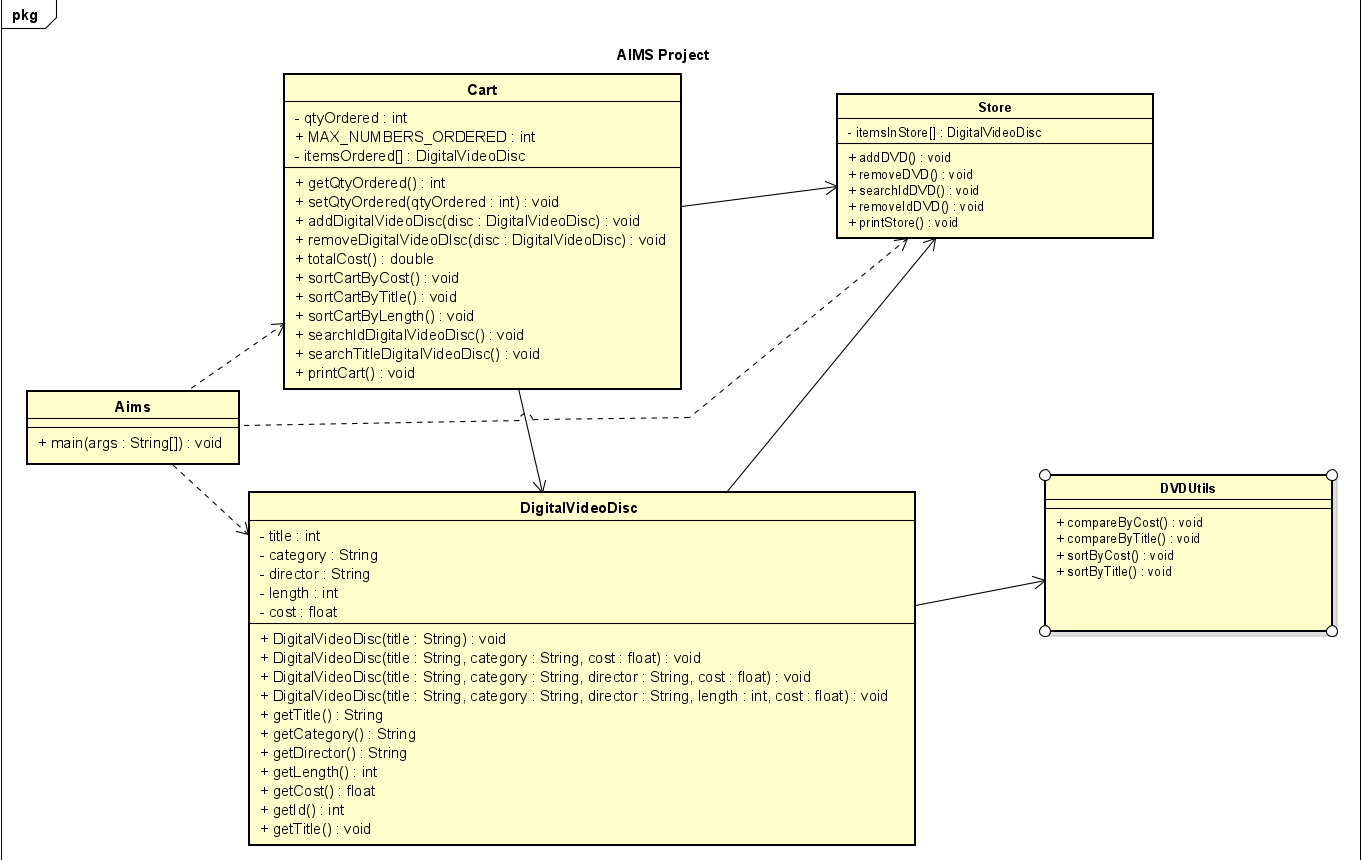 pkg
AIMS Project
Cart
- qtyOrdered : int
+ MAX_NUMBERS_ORDERED : int
- itemsOrdered[] : DigitalVideoDisc
+ getQtyOrdered() : int
+ setQtyOrdered(qtyOrdered : int) : void
+ addDigitalVideoDisc(disc : DigitalVideoDisc) : void
+ removeDigitalVideoDIsc(disc : DigitalVideoDisc) : void
+ totalCost() : double
+ sortCartByCost() : void
+ sortCartByTitle() : void
+ sortCartByLength() : void
+ searchIdDigitalVideoDisc() : void
+ searchTitleDigitalVideoDisc() : void
+ printCart() : void
Store
- itemsInStore[] : DigitalVideoDisc
+ addDVD() : void
+ removeDVD() : void
+ searchIdDVD() : void
+ removeIdDVD() : void
+ printStore() : void
Aims
+ main(args : String[]) : void
DigitalVideoDisc
- title : int
- category : String
- director : String
- length : int
- cost : float
+ DigitalVideoDisc(title : String) : void
+ DigitalVideoDisc(title : String, category : String, cost : float) : void
+ DigitalVideoDisc(title : String, category : String, director : String, cost : float) : void
+ DigitalVideoDisc(title : String, category : String, director : String, length : int, cost : float) : void
+ getTitle() : String
+ getCategory() : String
+ getDirector() : String
+ getLength() : int
+ getCost() : float
+ getId() : int
+ getTitle() : void
DVDUtils
+ compareByCost() : void
+ compareByTitle() : void
+ sortByCost() : void
+ sortByTitle() : void